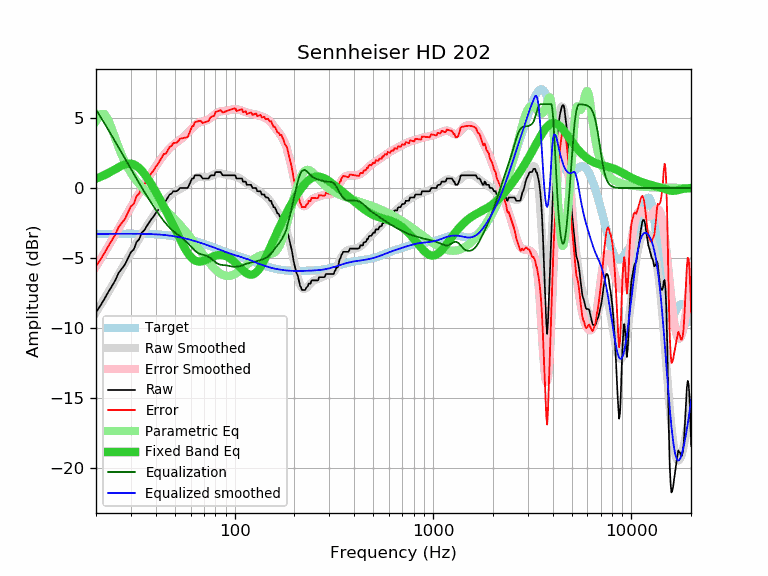 Sennheiser HD 202
Amplitude (dBr)
5
0
−5
−10
−15
−20
Target
Raw Smoothed
Error Smoothed
Raw
Error
Parametric Eq
Fixed Band Eq
Equalization
Equalized smoothed
100
1000
10000
Frequency (Hz)